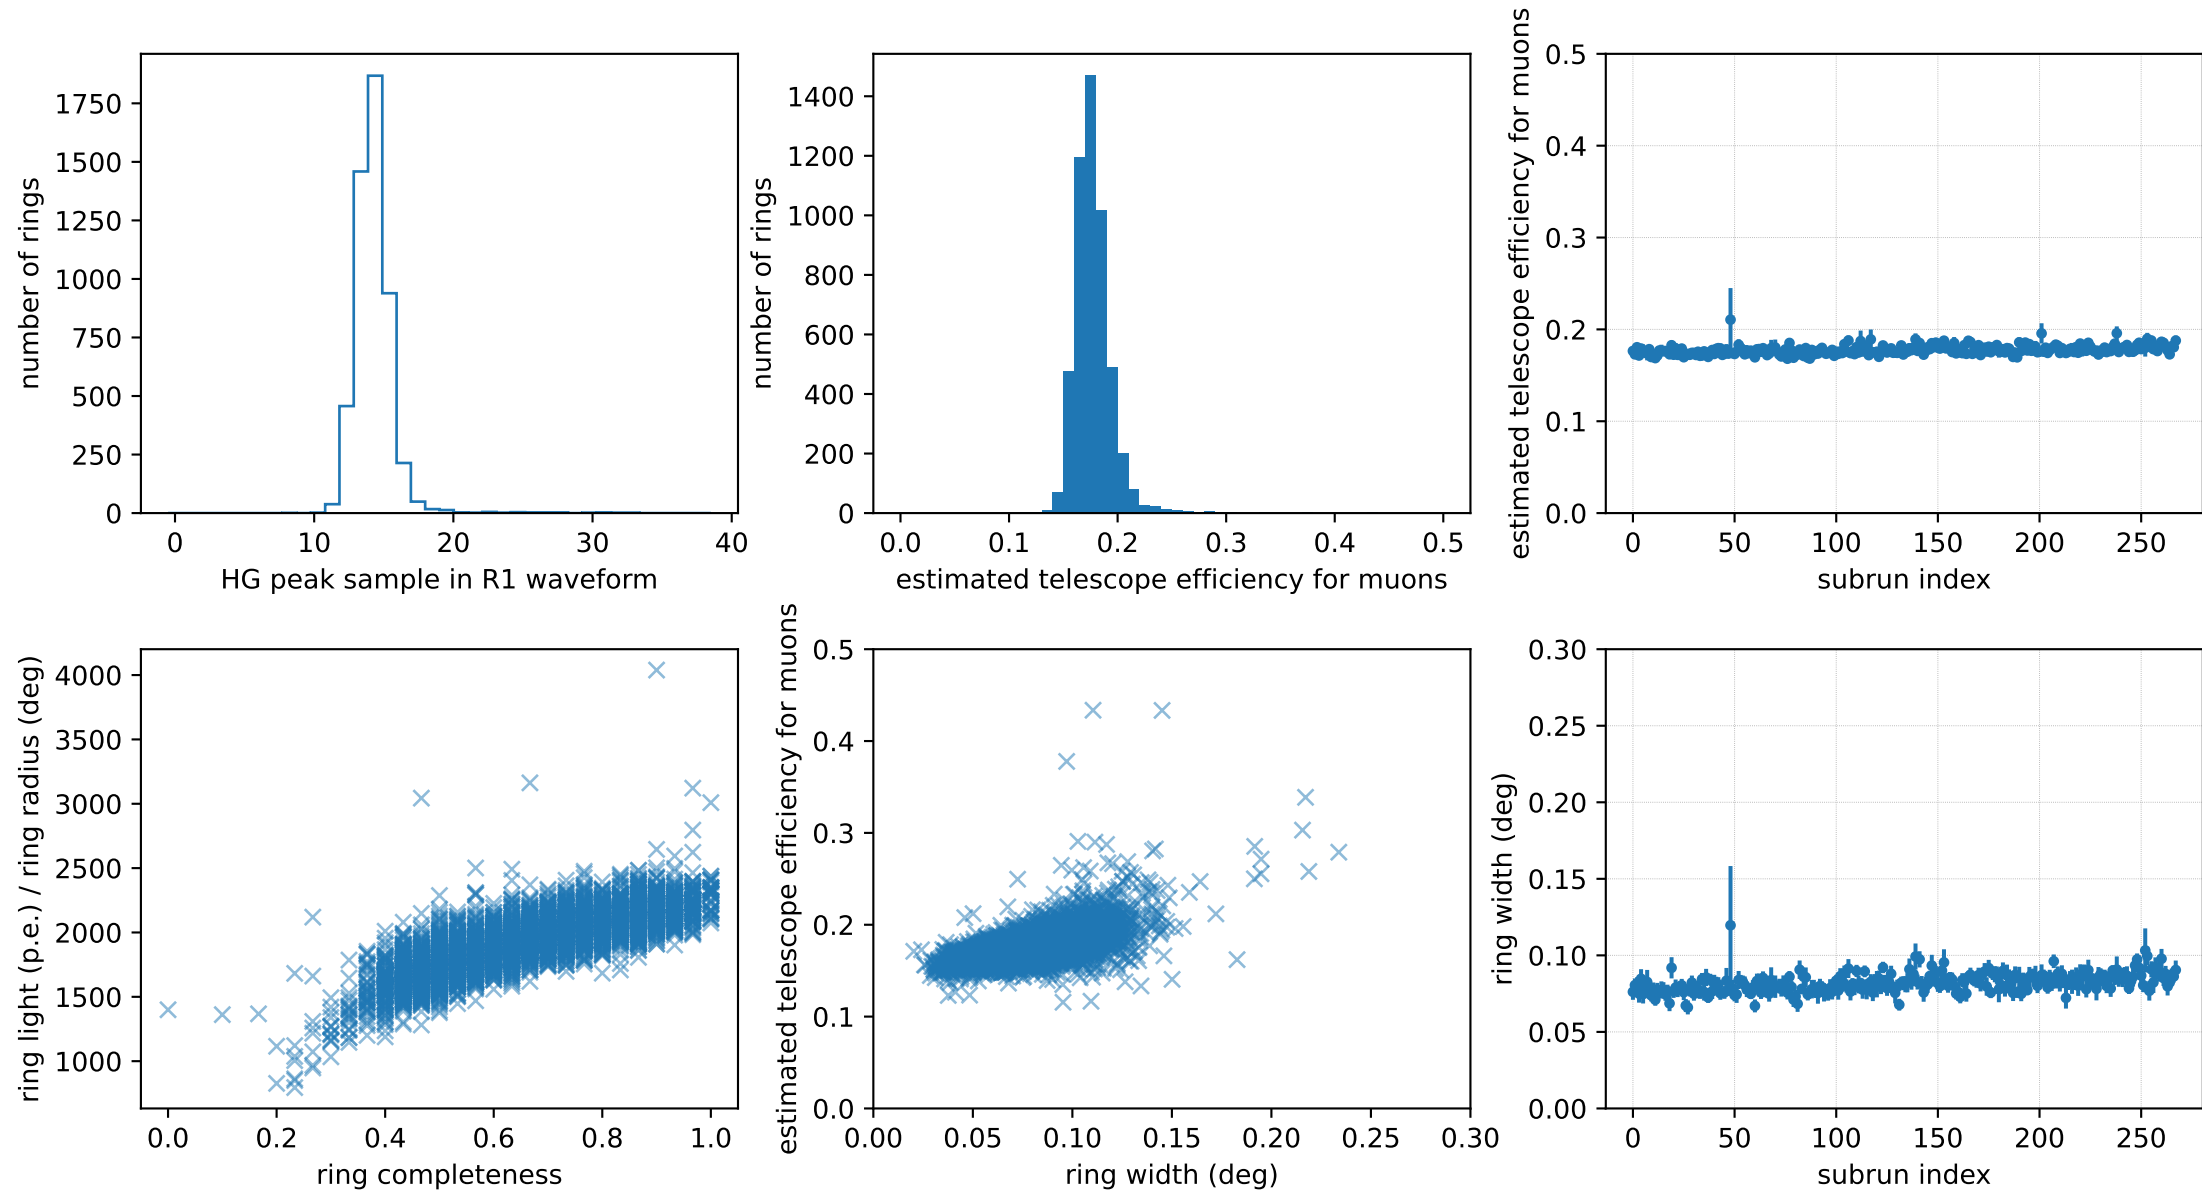 number of rings
1750
1500
1250
1000
750
500
250
0
0 10 20 30 40
HG peak sample in R1 waveform
number of rings
1400
1200
1000
800
600
400
200
0
0.0 0.1 0.2 0.3 0.4 0.5
estimated telescope efficiency for muons
estimated telescope efficiency for muons
0.5
0.4
0.3
0.2
0.1
0.0
0 50 100 150 200 250
subrun index
ring light (p.e.) / ring radius (deg)
4000
3500
3000
2500
2000
1500
1000
0.0 0.2 0.4 0.6 0.8 1.0
ring completeness
estimated telescope efficiency for muons
0.5
0.4
0.3
0.2
0.1
0.0
0.00 0.05 0.10 0.15 0.20 0.25 0.30
ring width (deg)
ring width (deg)
0.30
0.25
0.20
0.15
0.10
0.05
0.00
0 50 100 150 200 250
subrun index